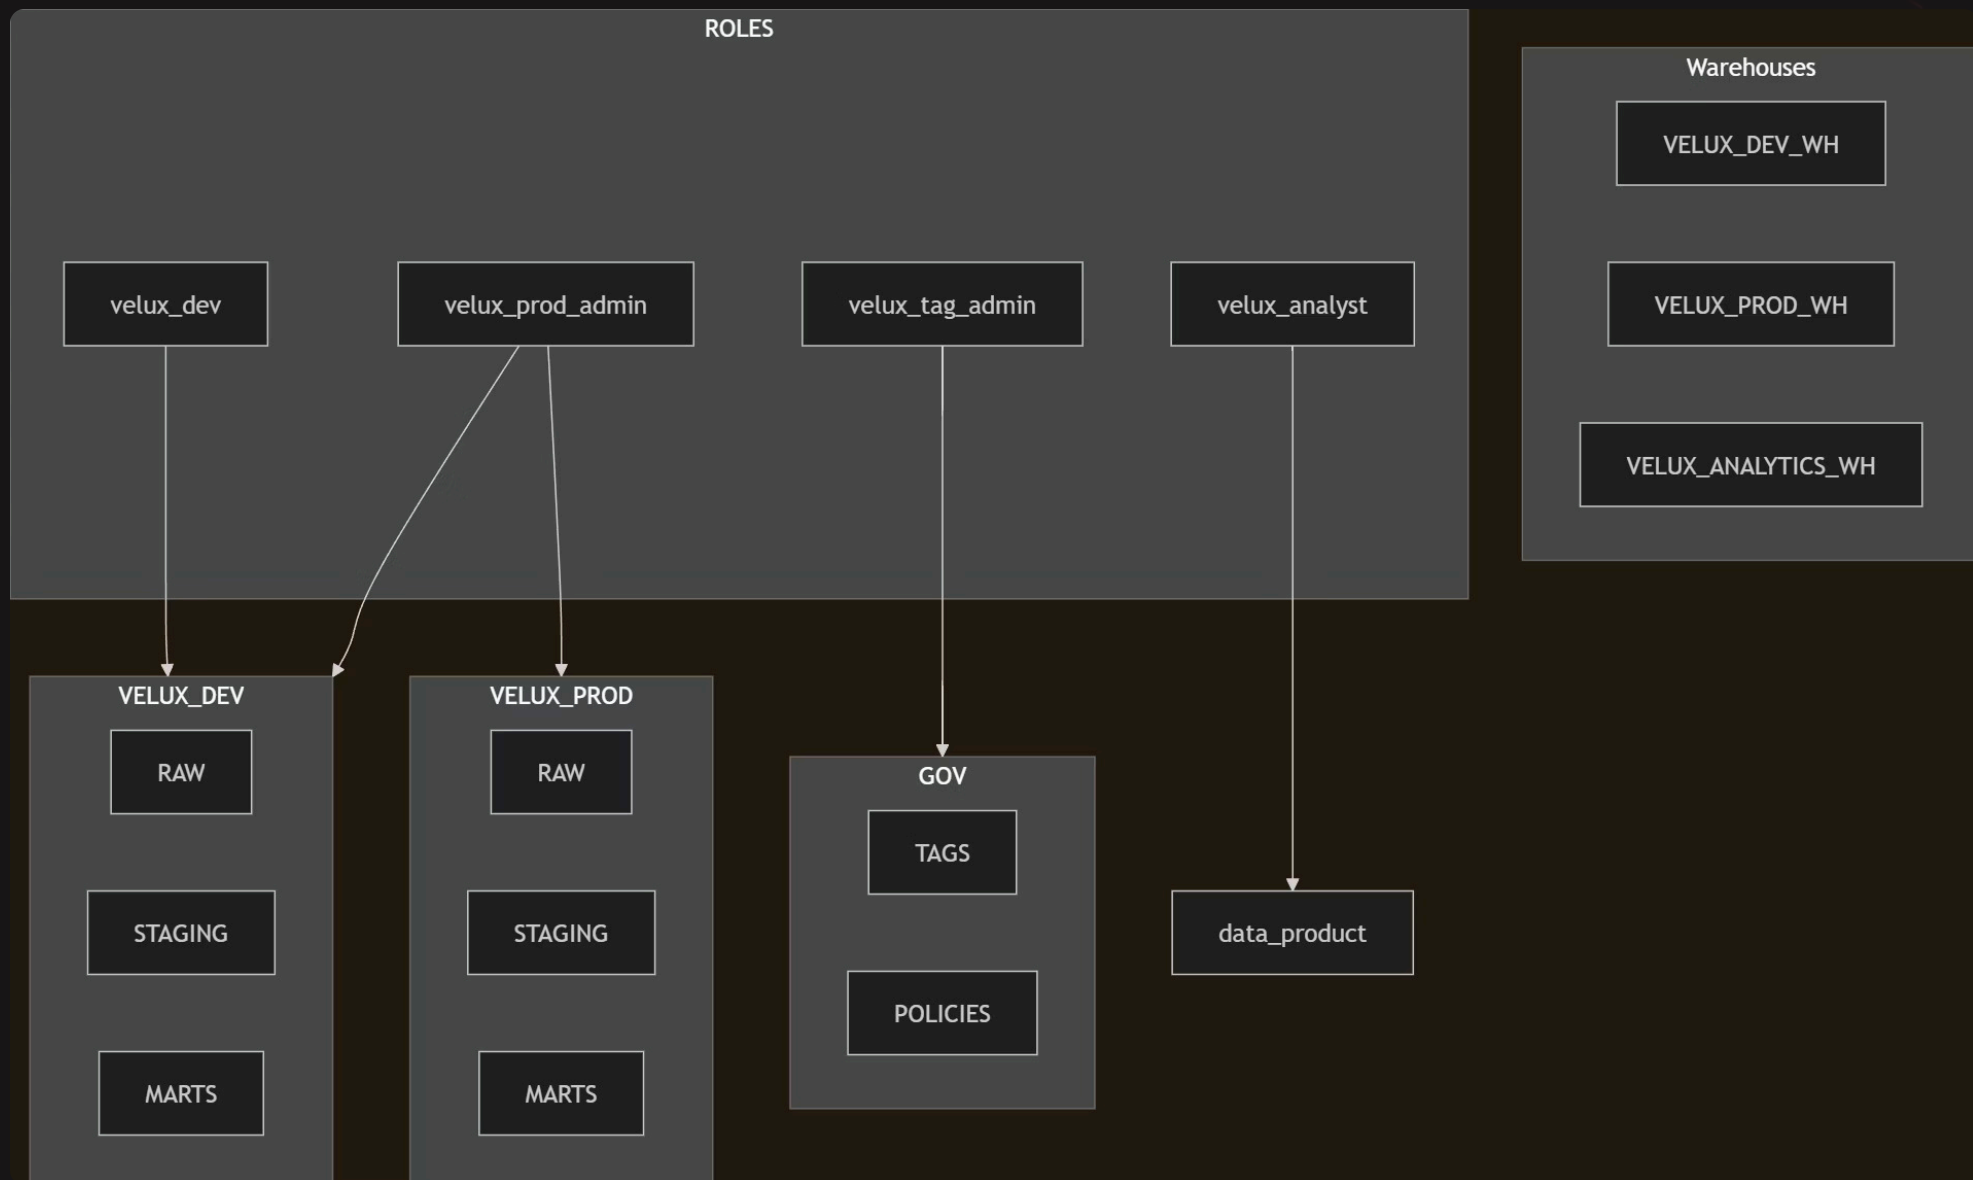 ROLES
velux_dev
velux_prod_admin
velux_tag_admin
velux_analyst
Warehouses
VELUX_DEV_WH
VELUX_PROD_WH
VELUX_ANALYTICS_WH
VELUX_DEV
RAW
STAGING
MARTS
VELUX_PROD
RAW
STAGING
MARTS
GOV
TAGS
POLICIES
data_product